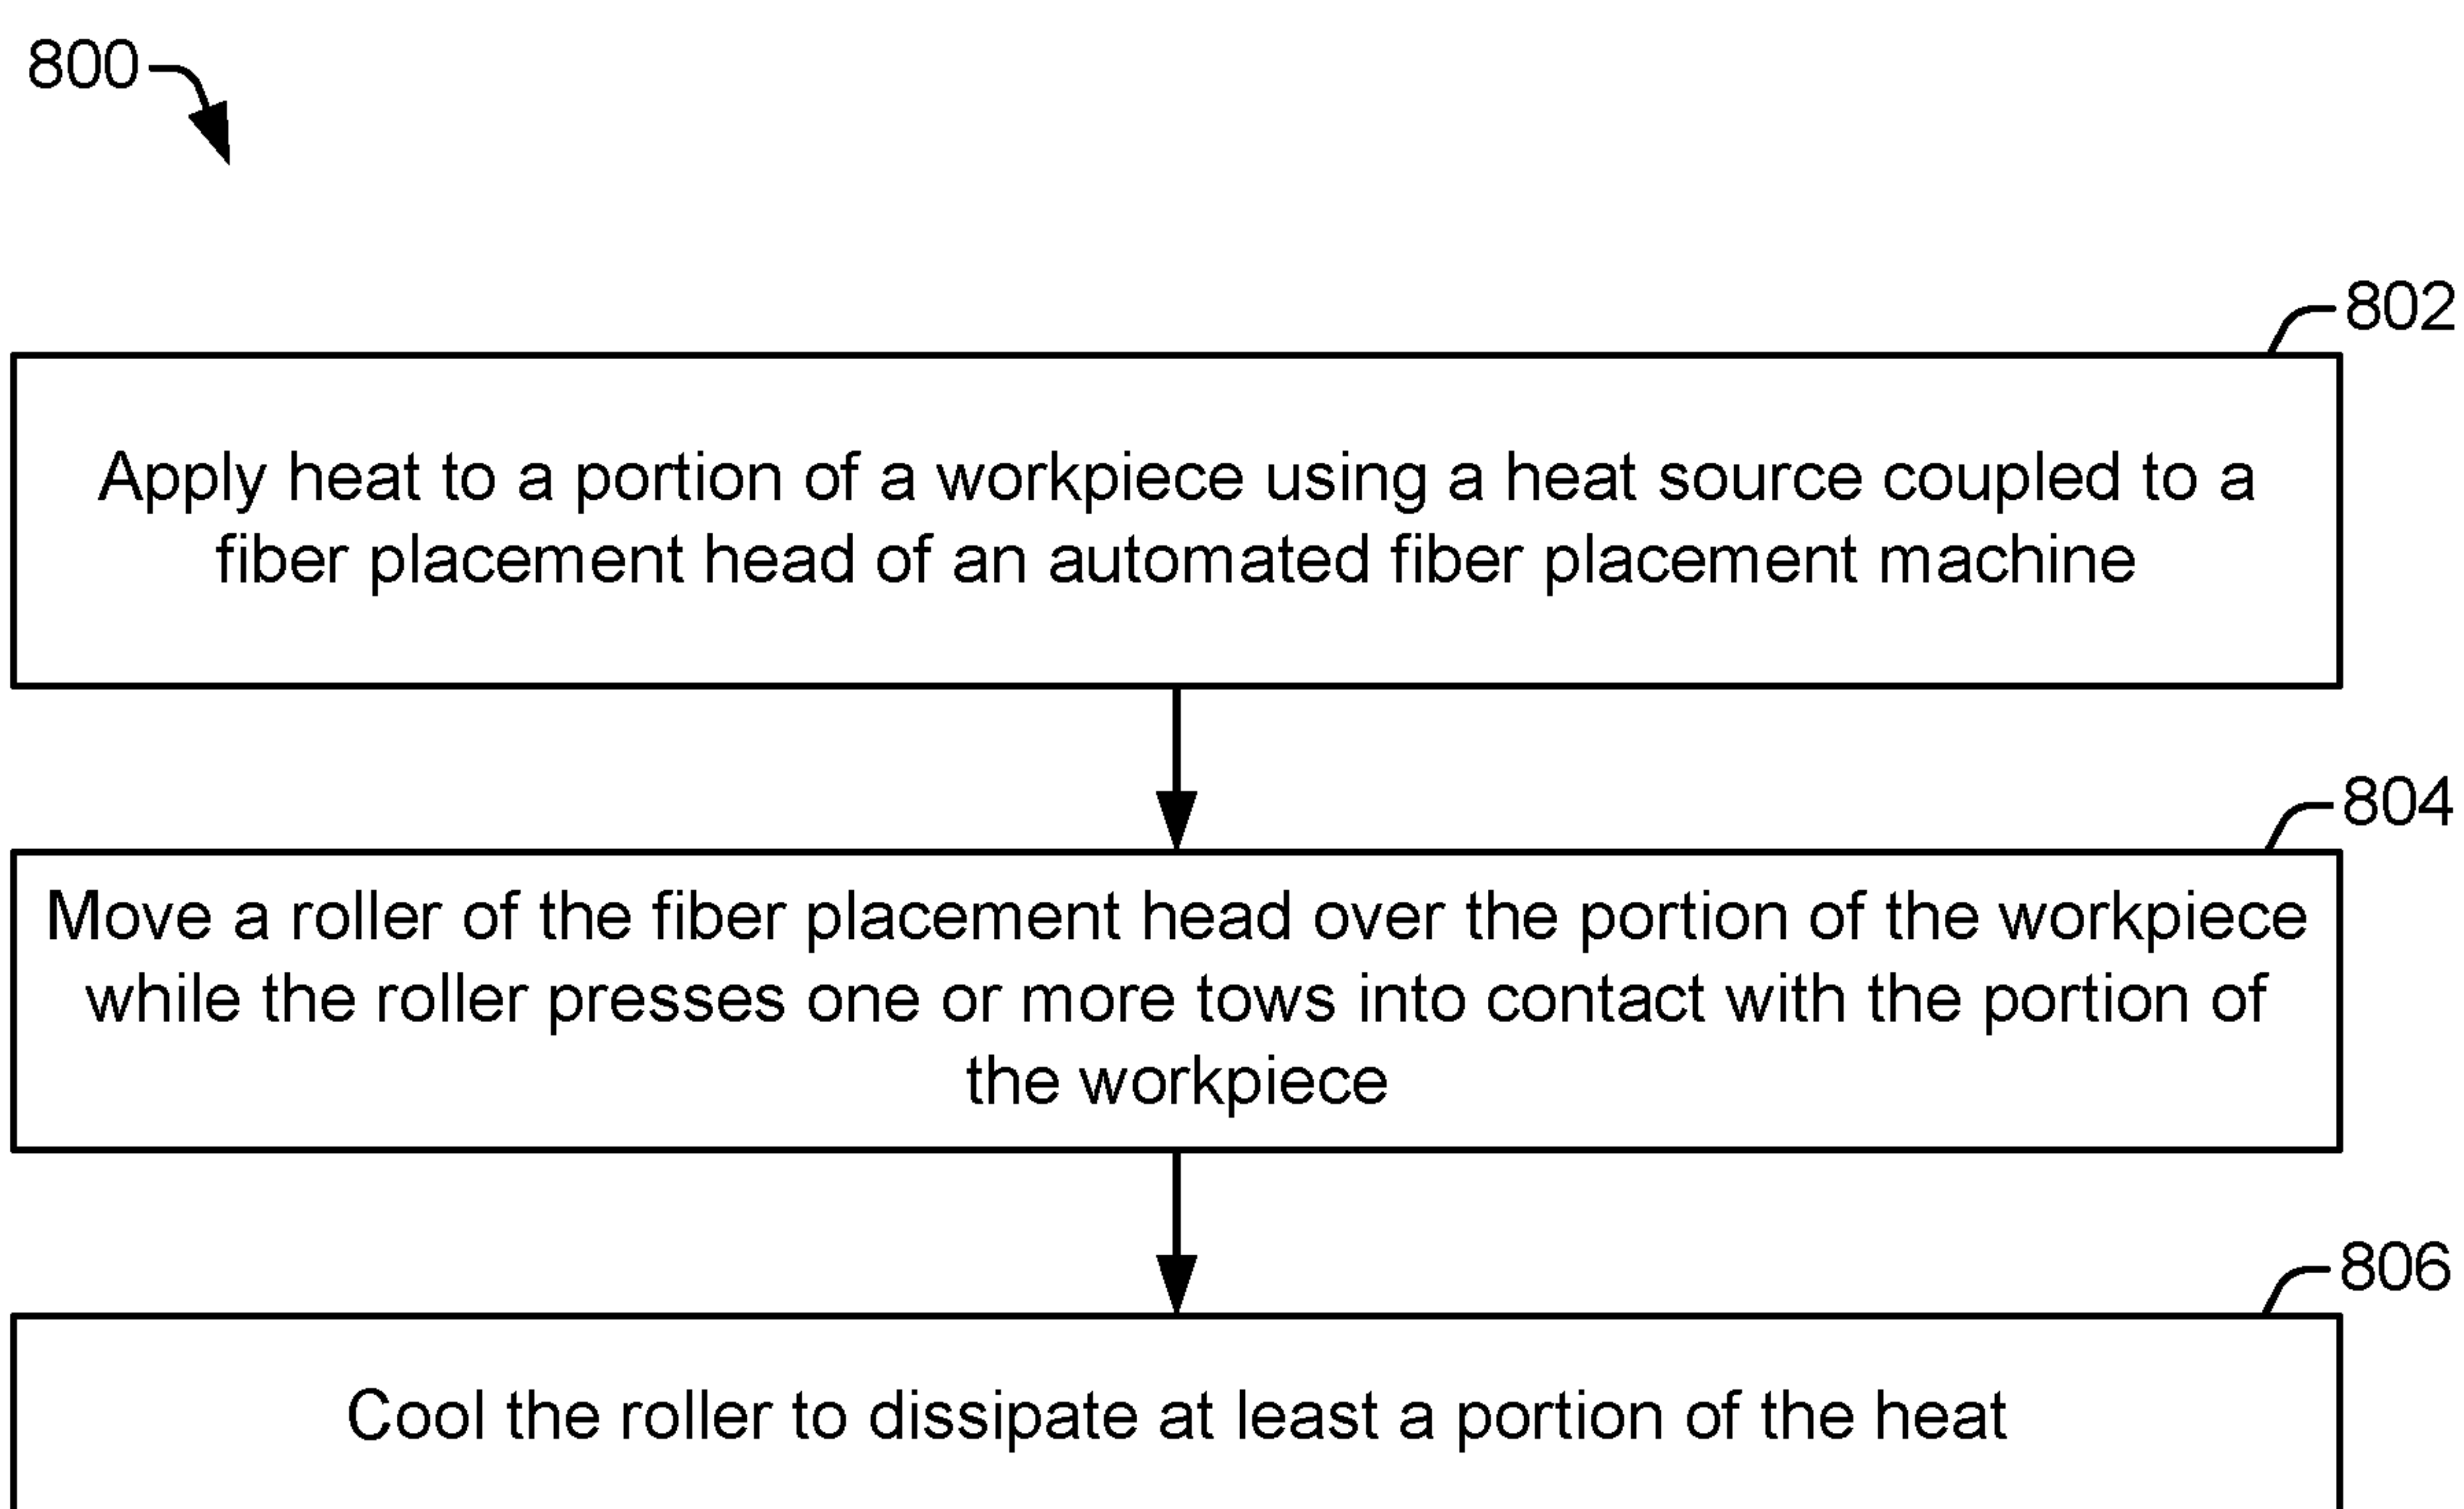 800
802
Apply heat to a portion of a workpiece using a heat source coupled to a
fiber placement head of an automated fiber placement machine
804
Move a roller of the fiber placement head over the portion of the workpiece
while the roller presses one or more tows into contact with the portion of
the workpiece
806
Cool the roller to dissipate at least a portion of the heat